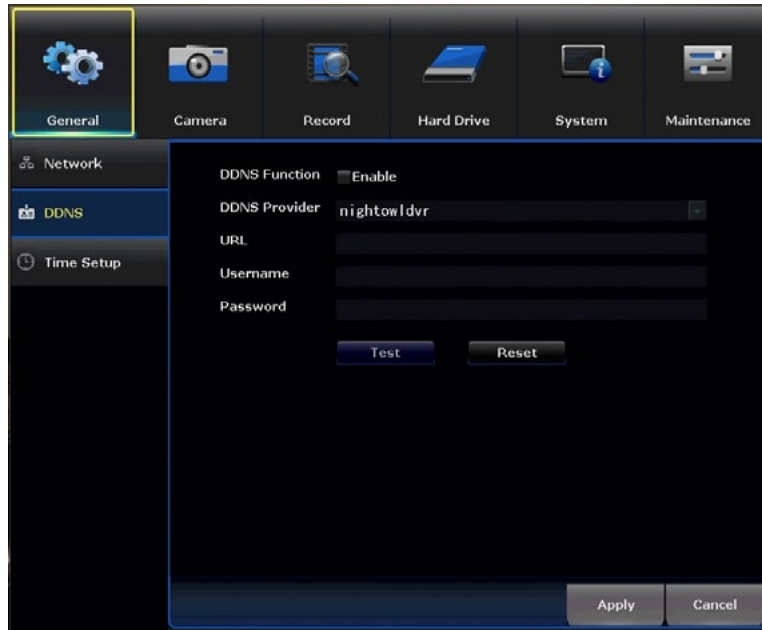 General Camera Record Hard Drive System Maintenance
Network
DDNS
Time Setup
DDNS Function Enable
DDNS Provider nightowldvr
URL
Username
Password
Test Reset
Apply Cancel